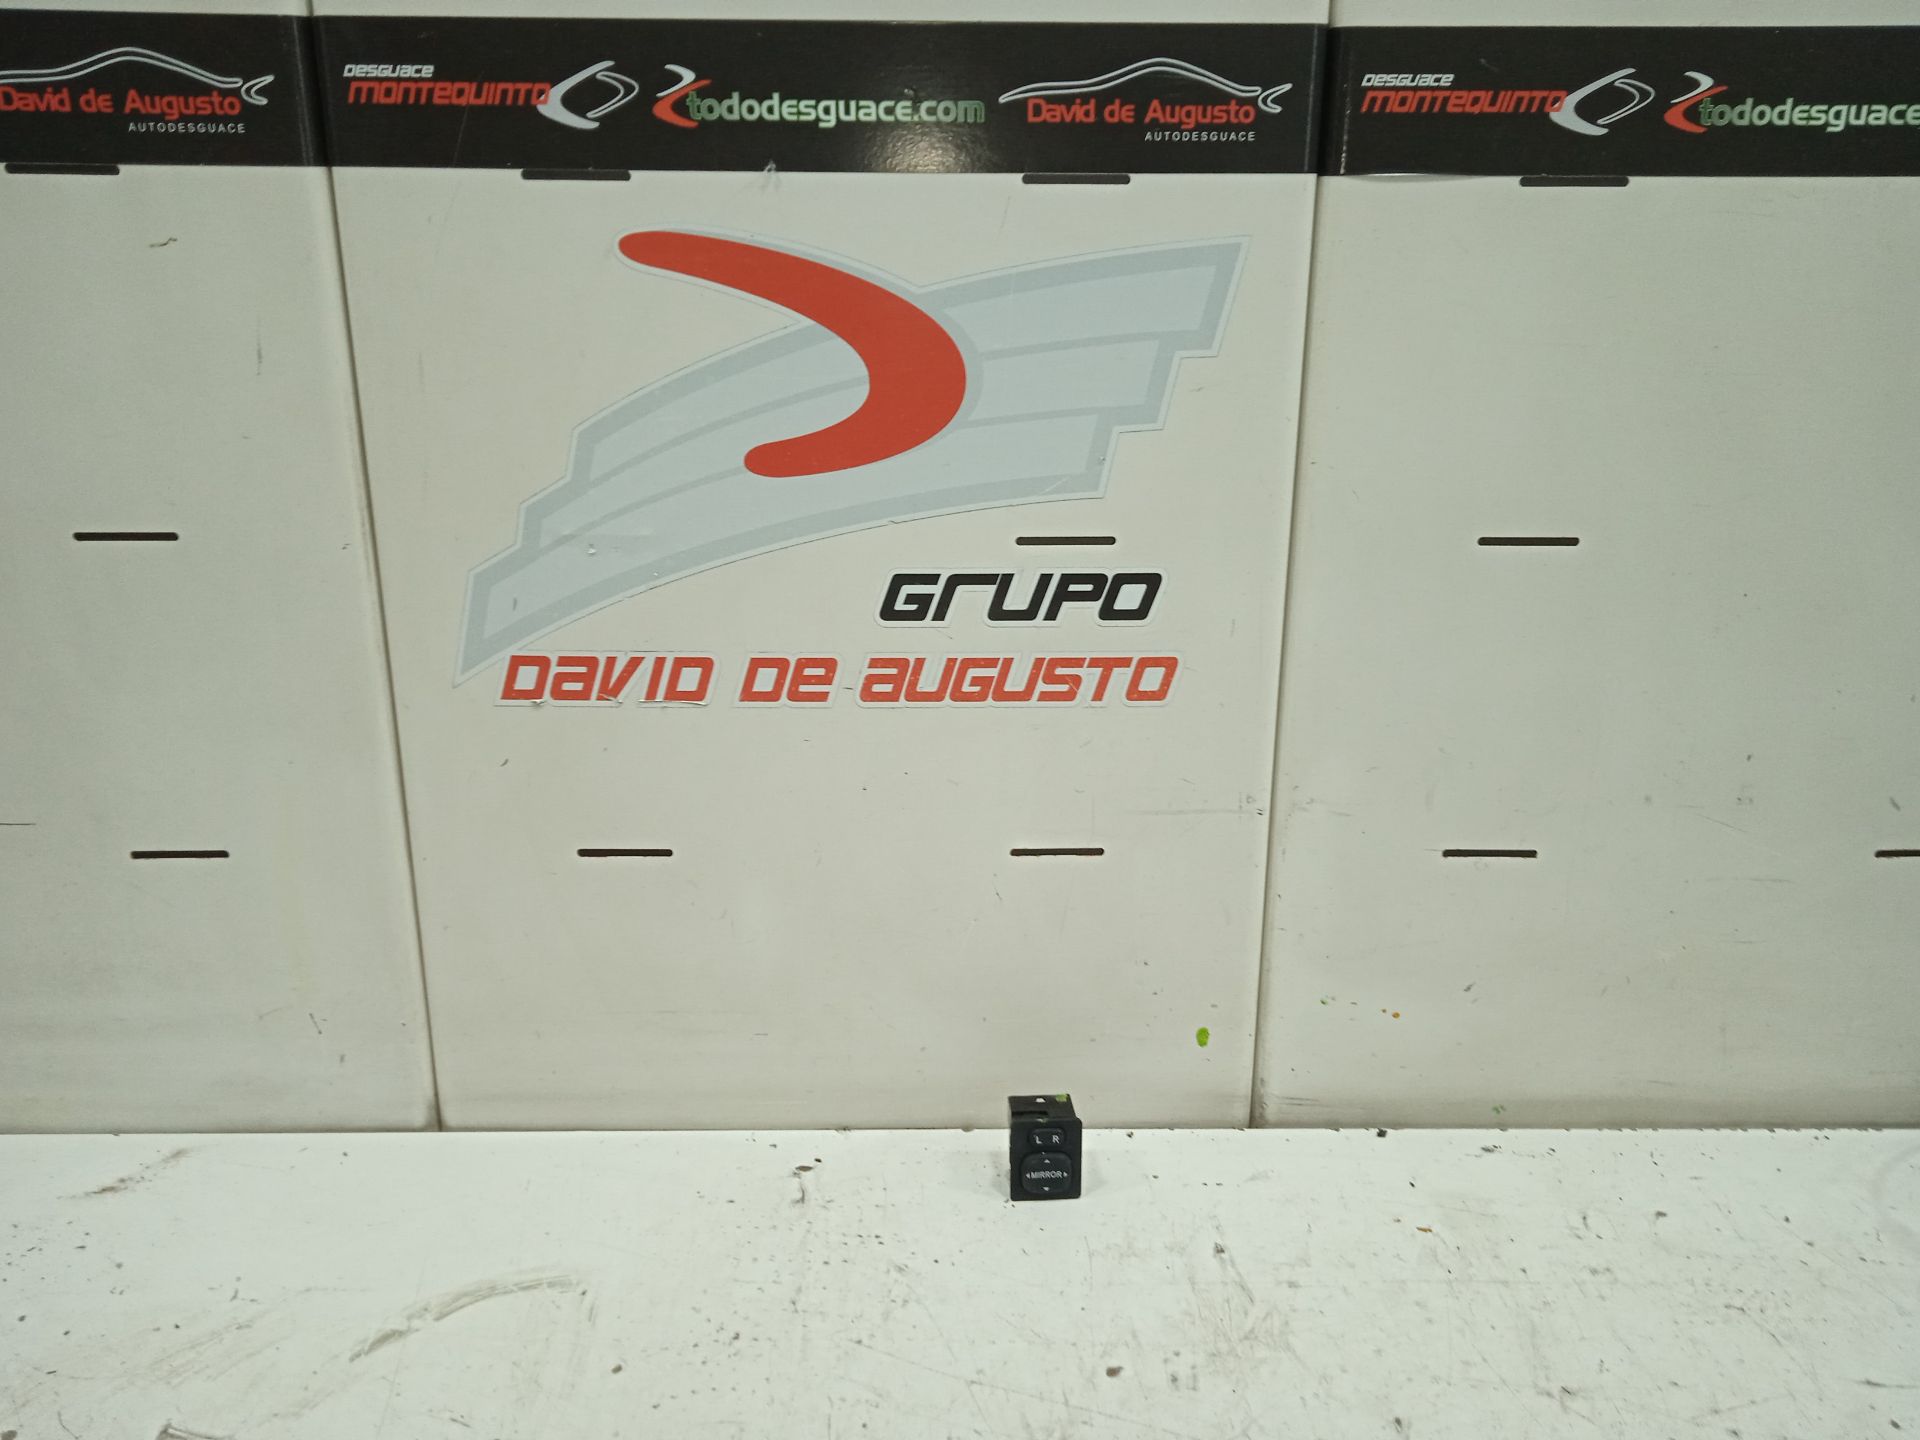 David de Augusto
AUTODESGUACE
DESGUACE
MONTEQUINTO
tododesguace.com
David de Augusto
AUTODESGUACE
DESGUACE
MONTEQUINTO
tododesguace
GRUPO
DAVID DE AUGUSTO
L R
MIRROR